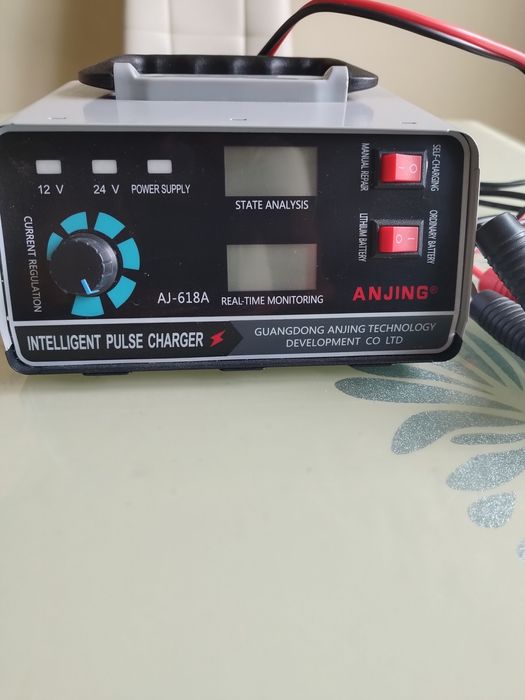 12 V
24 V
POWER SUPPLY
STATE ANALYSIS
CURRENT REGULATION
AJ-618A
REAL-TIME MONITORING
SELF-CHARGING
MANUAL REPAIR
ORDINARY BATTERY
LITHIUM BATTERY
ANJING®
INTELLIGENT PULSE CHARGER
GUANGDONG ANJING TECHNOLOGY
DEVELOPMENT CO LTD